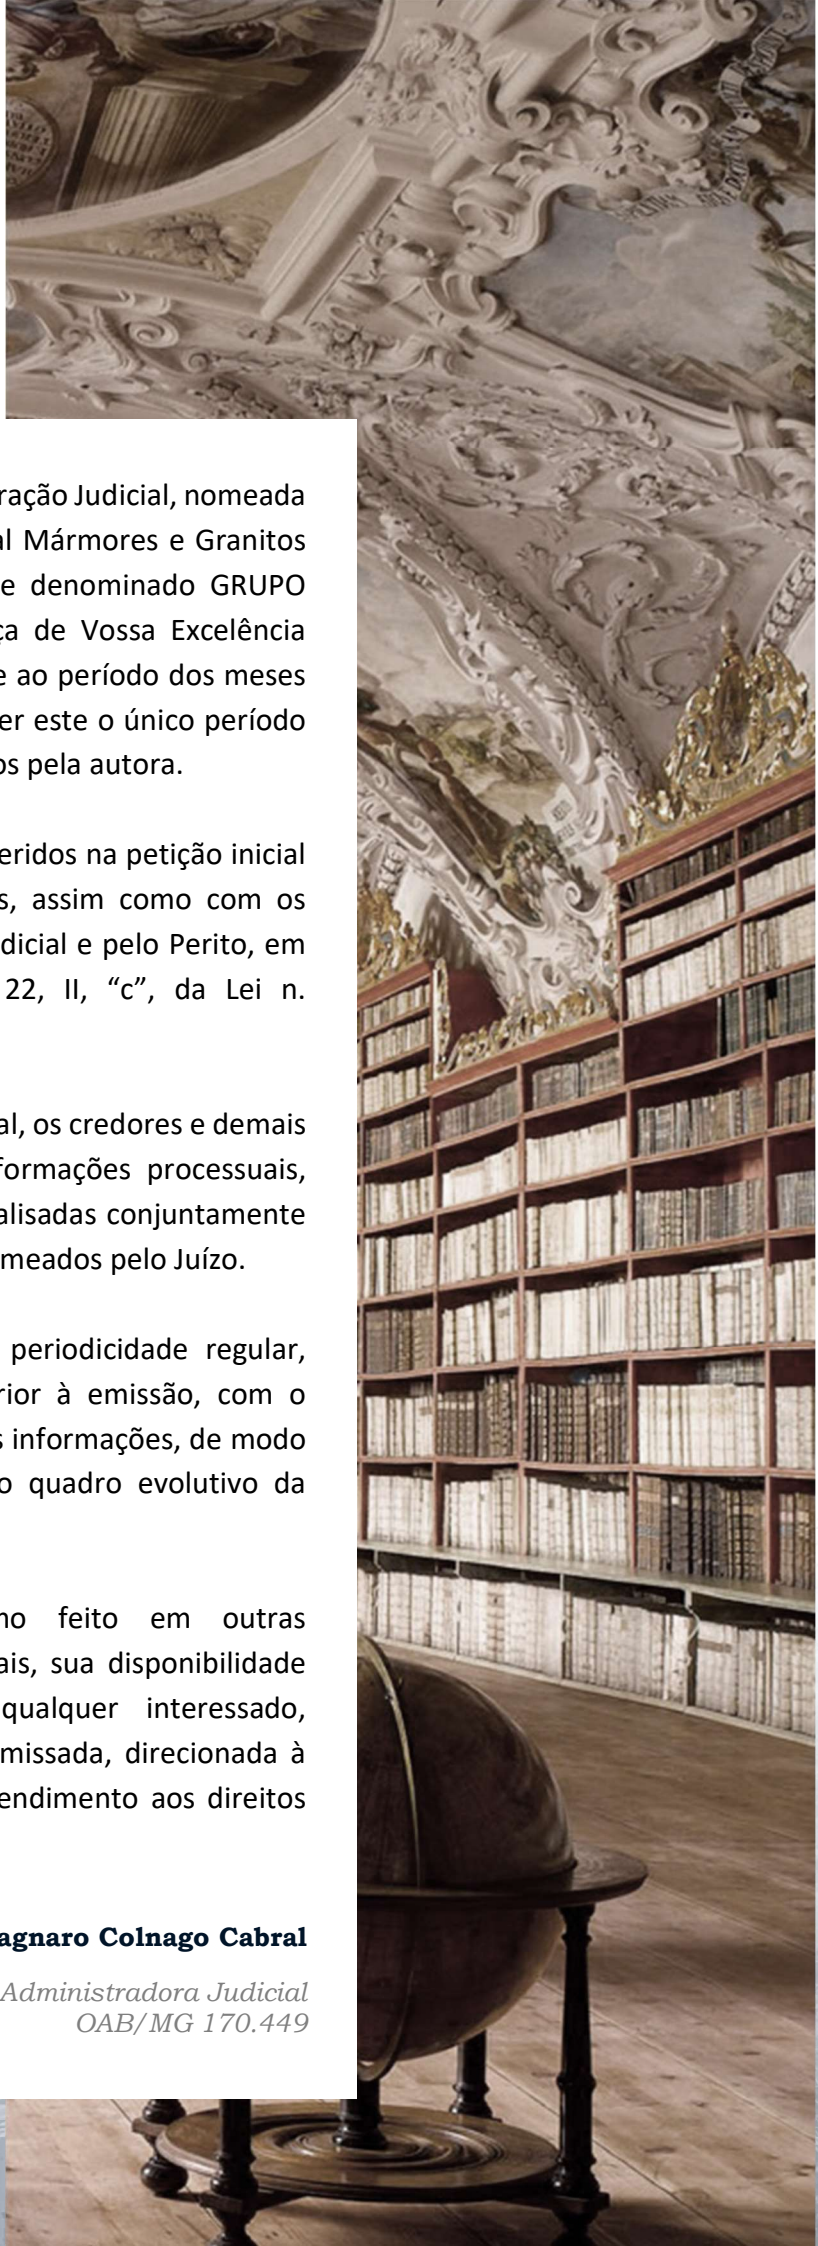 ração Judicial, nomeada
al Mármores e Granitos
e denominado GRUPO
ça de Vossa Excelência
e ao período dos meses
er este o único período
os pela autora.
eridos na petição inicial
s, assim como com os
dicial e pelo Perito, em
22, II, “c”, da Lei n.
al, os credores e demais
formações processuais,
alisadas conjuntamente
meados pelo Juízo.
periodicidade regular,
rior à emissão, com o
s informações, de modo
o quadro evolutivo da
mo feito em outras
ais, sua disponibilidade
qualquer interessado,
missada, direcionada à
endimento aos direitos
agnaro Colnago Cabral
Administradora Judicial
OAB/MG 170.449